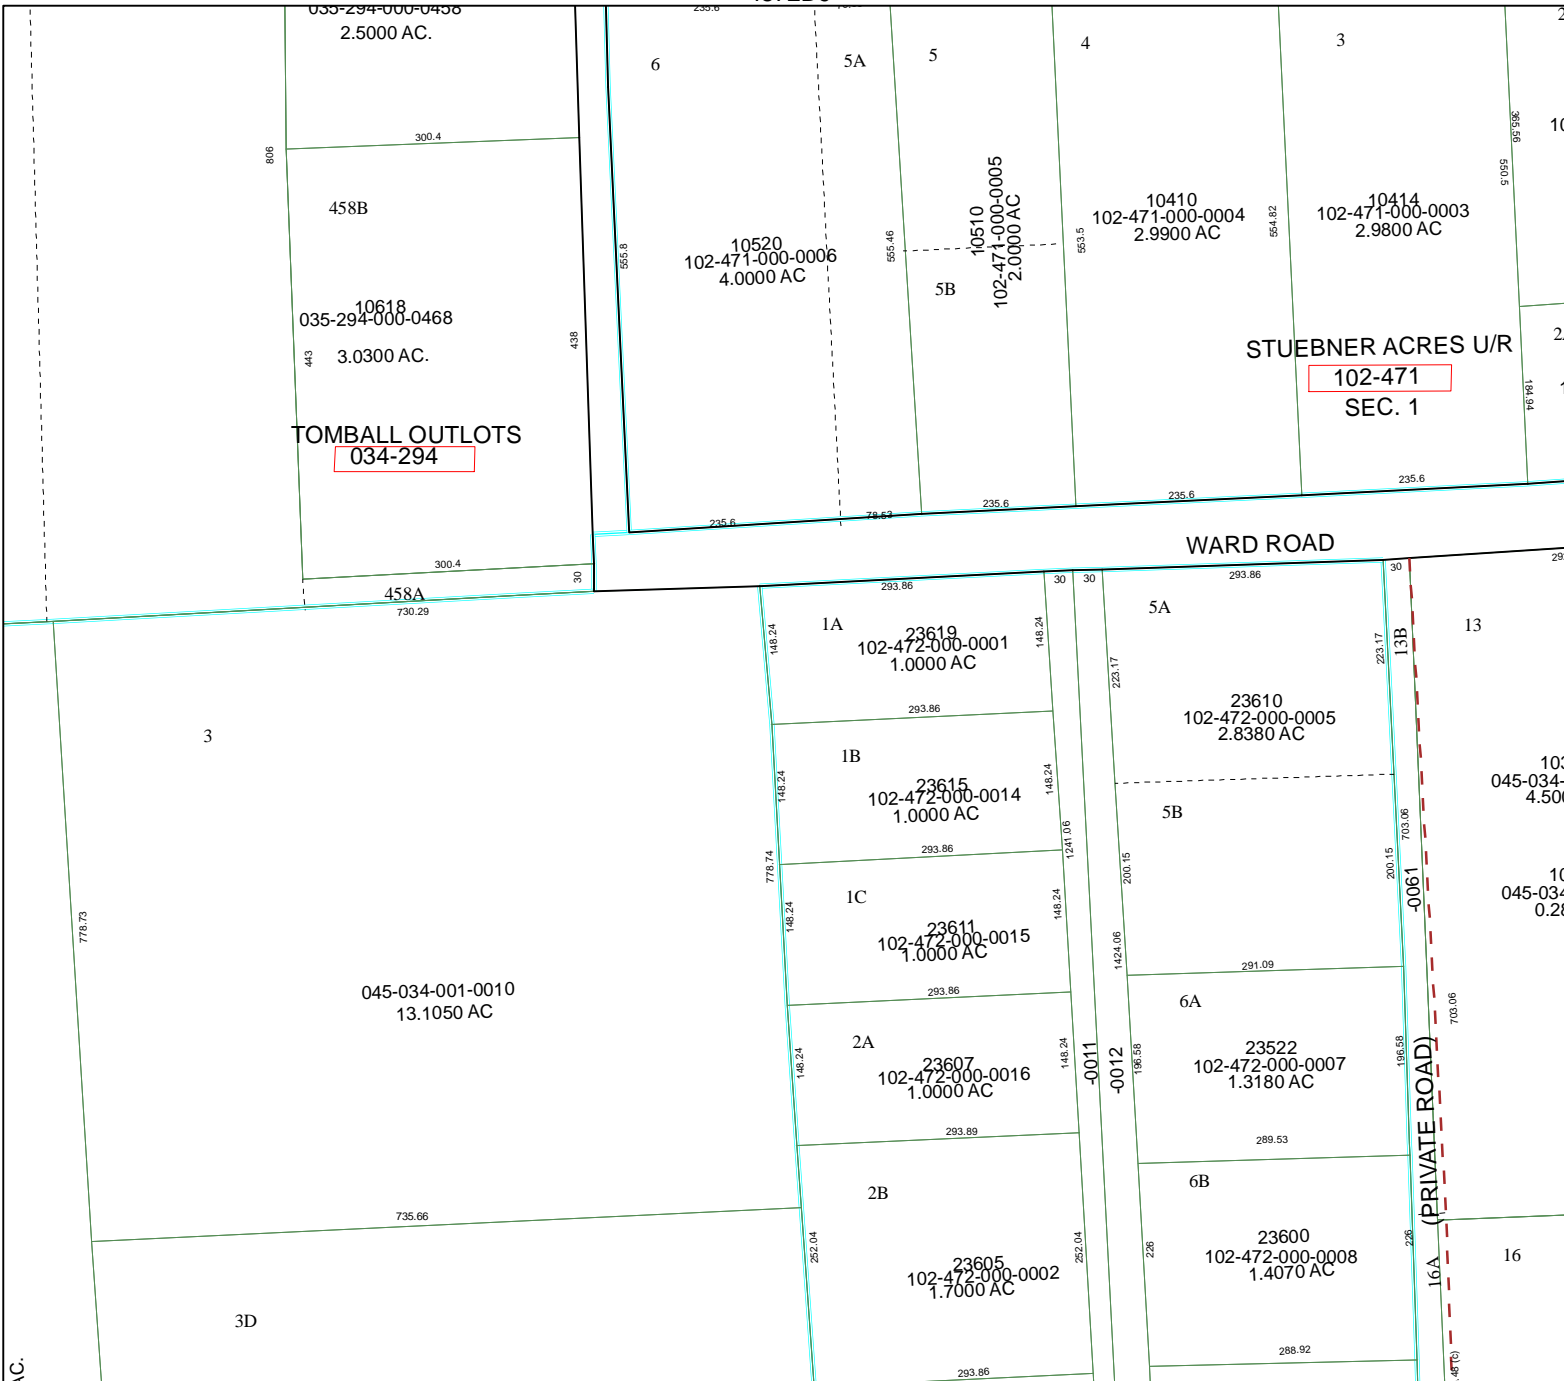 035-294-000-0458
2.5000 AC.
300.4
806
458B
10618
035-294-000-0468
3.0300 AC.
443
438
TOMBALL OUTLOTS
034-294
300.4
30
458A
730.29
235.6
6
5A
5
4
3
555.8
10520
102-471-000-0006
4.0000 AC
555.46
10510
102-471-000-0005
2.0000 AC
5B
553.5
10410
102-471-000-0004
2.9900 AC
554.82
10414
102-471-000-0003
2.9800 AC
365.56
550.5
184.94
STUEBNER ACRES U/R
102-471
SEC. 1
235.6
78.53
235.6
235.6
235.6
WARD ROAD
293.86
30
30
293.86
30
1A
23619
102-472-000-0001
1.0000 AC
148.24
148.24
293.86
1B
23615
102-472-000-0014
1.0000 AC
148.24
148.24
1241.06
293.86
778.74
1C
23611
102-472-000-0015
1.0000 AC
148.24
148.24
293.86
2A
23607
102-472-000-0016
1.0000 AC
148.24
148.24
293.89
2B
23605
102-472-000-0002
1.7000 AC
252.04
252.04
293.86
-0011
-0012
5A
223.17
223.17
23610
102-472-000-0005
2.8380 AC
5B
200.15
200.15
1424.06
291.09
6A
23522
102-472-000-0007
1.3180 AC
196.58
196.58
289.53
6B
23600
102-472-000-0008
1.4070 AC
226
226
288.92
13B
13
703.06
-0061
703.06
(PRIVATE ROAD)
16A
16
045-034-
4.50
045-034
0.28
3
778.73
045-034-001-0010
13.1050 AC
735.66
3D
AC.